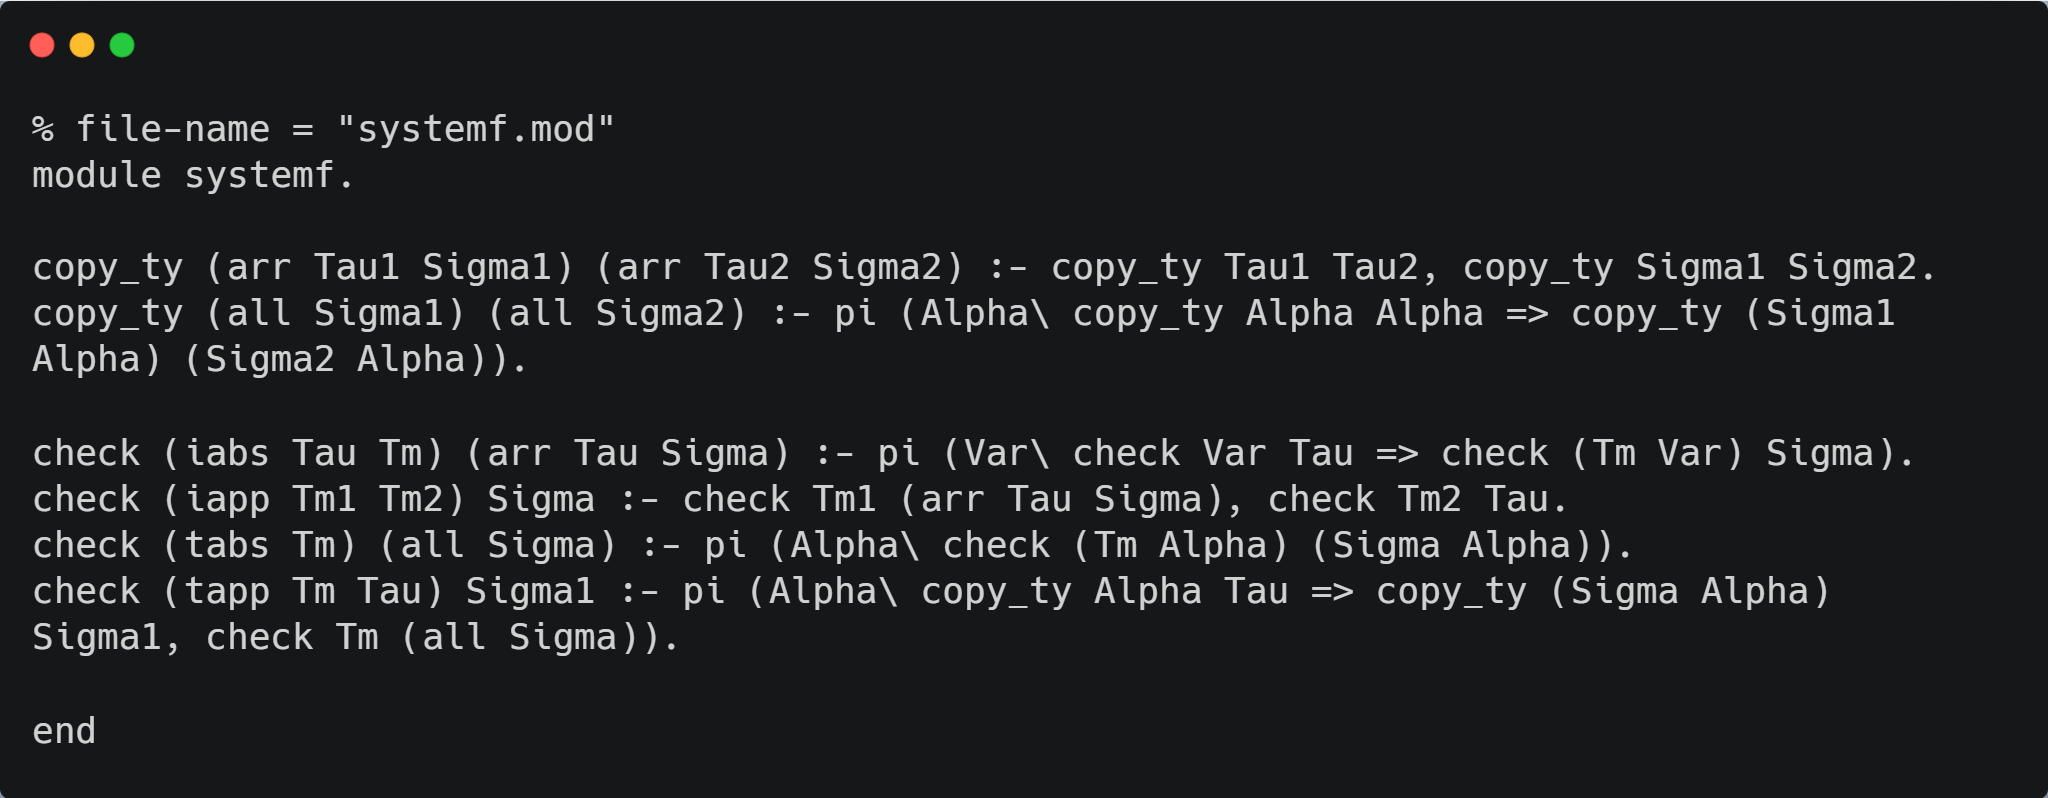 % file-name = "systemf.mod"
module systemf.
copy_ty (arr Tau1 Sigma1) (arr Tau2 Sigma2) :- copy_ty Tau1 Tau2, copy_ty Sigma1 Sigma2.
copy_ty (all Sigma1) (all Sigma2) :- pi (Alpha\ copy_ty Alpha Alpha => copy_ty (Sigma1
Alpha) (Sigma2 Alpha)).
check (iabs Tau Tm) (arr Tau Sigma) :- pi (Var\ check Var Tau => check (Tm Var) Sigma).
check (iapp Tm1 Tm2) Sigma :- check Tm1 (arr Tau Sigma), check Tm2 Tau.
check (tabs Tm) (all Sigma) :- pi (Alpha\ check (Tm Alpha) (Sigma Alpha)).
check (tapp Tm Tau) Sigma1 :- pi (Alpha\ copy_ty Alpha Tau => copy_ty (Sigma Alpha)
Sigma1, check Tm (all Sigma)).
end